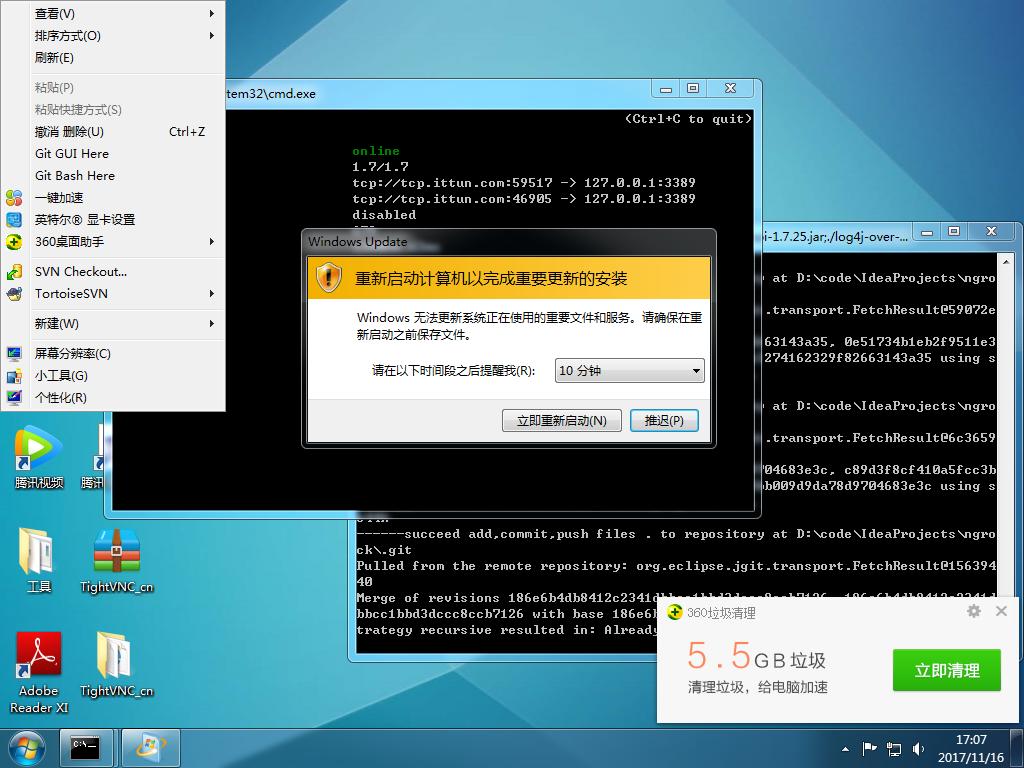 查看(V)
排序方式(O)
刷新(E)
粘贴(P)
粘贴快捷方式(S)
撤消 删除(U) Ctrl+Z
Git GUI Here
Git Bash Here
一键加速
英特尔® 显卡设置
360桌面助手
SVN Checkout...
TortoiseSVN
新建(W)
屏幕分辨率(C)
小工具(G)
个性化(R)
tem32\cmd.exe
(Ctrl+C to quit)
online
1.7/1.7
tcp://tcp.ittun.com:59517 -> 127.0.0.1:3389
tcp://tcp.ittun.com:46905 -> 127.0.0.1:3389
disabled
Windows Update
重新启动计算机以完成重要更新的安装
Windows 无法更新系统正在使用的重要文件和服务。请确保在重
新启动之前保存文件。
请在以下时间段之后提醒我(R):
10 分钟
立即重新启动(N)
推迟(P)
i-1.7.25.jar;./log4j-over-...
at D:\code\IdeaProjects\ngro
.transport.FetchResult@59072e
63143a35, 0e51734b1eb2f9511e3
274162329f82663143a35 using s
at D:\code\IdeaProjects\ngro
.transport.FetchResult@6c3659
04683e3c, c89d3f8cf410a5fcc3b
b009d9da78d9704683e3c using s
------succeed add,commit,push files . to repository at D:\code\IdeaProjects\ngro
ck\.git
Pulled from the remote repository: org.eclipse.jgit.transport.FetchResult@156394
40
Merge of revisions
bbcc1bbd3dccc8ccb7126 with base 186e6b
trategy recursive resulted in: Already
腾讯视频
腾讯
工具
TightVNC_cn
Adobe
Reader XI
TightVNC_cn
360垃圾清理
5.5GB垃圾
清理垃圾，给电脑加速
立即清理
17:07
2017/11/16